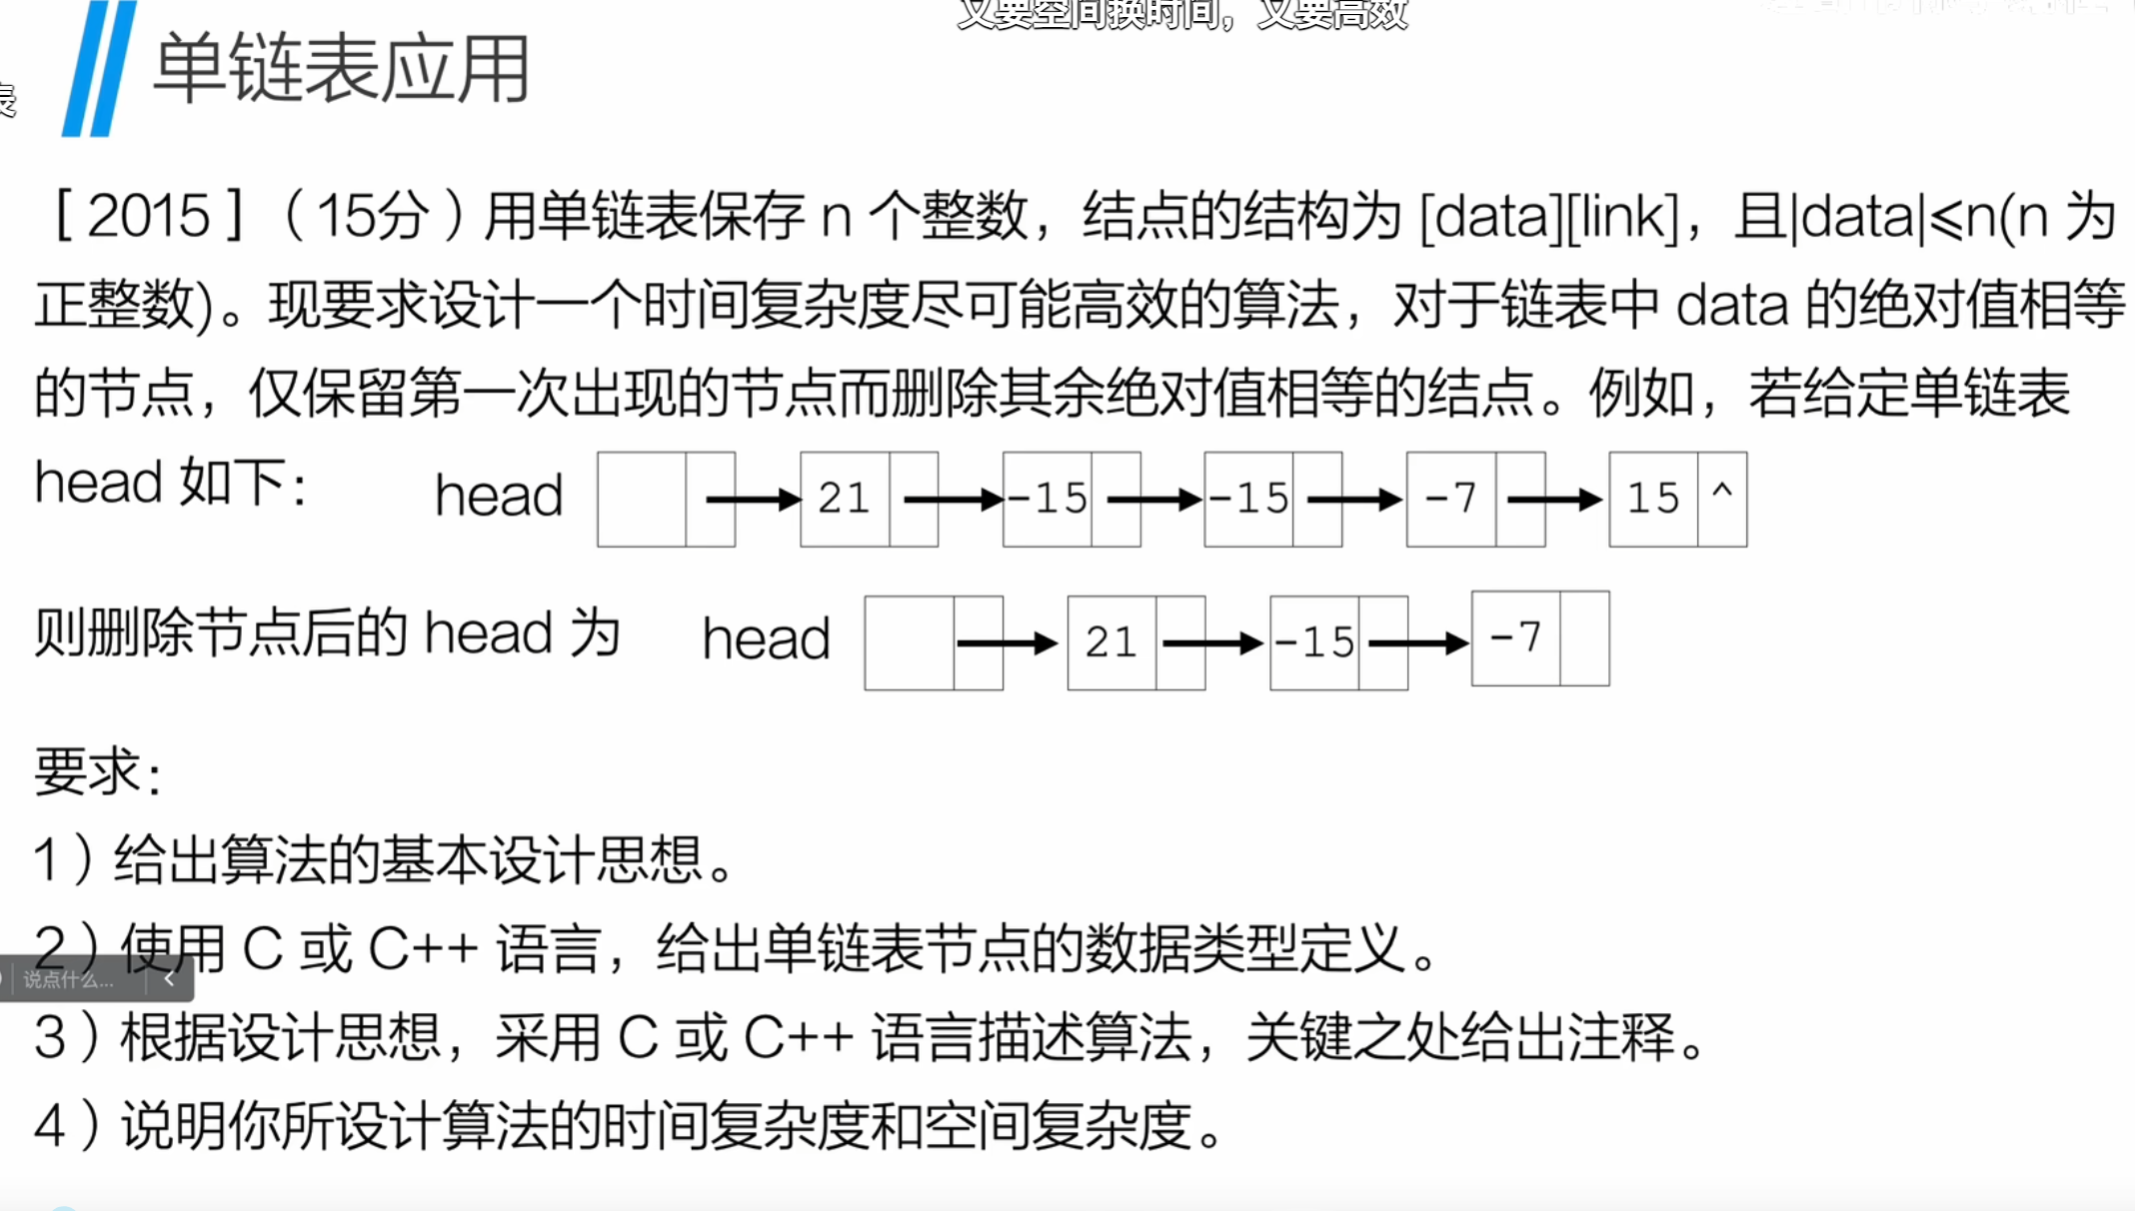 又要空间换时间，又要高效
单链表应用
表
[ 2015 ]（15分）用单链表保存 n 个整数，结点的结构为 [data][link]，且|data|≤n(n 为
正整数)。现要求设计一个时间复杂度尽可能高效的算法，对于链表中 data 的绝对值相等
的节点，仅保留第一次出现的节点而删除其余绝对值相等的结点。例如，若给定单链表
head 如下：
head 21 -15 -15 -7 15 ^
则删除节点后的 head 为 head 21 -15 -7
要求：
1）给出算法的基本设计思想。
2）使用 C 或 C++ 语言，给出单链表节点的数据类型定义。
说点什么...
3）根据设计思想，采用 C 或 C++ 语言描述算法，关键之处给出注释。
4）说明你所设计算法的时间复杂度和空间复杂度。